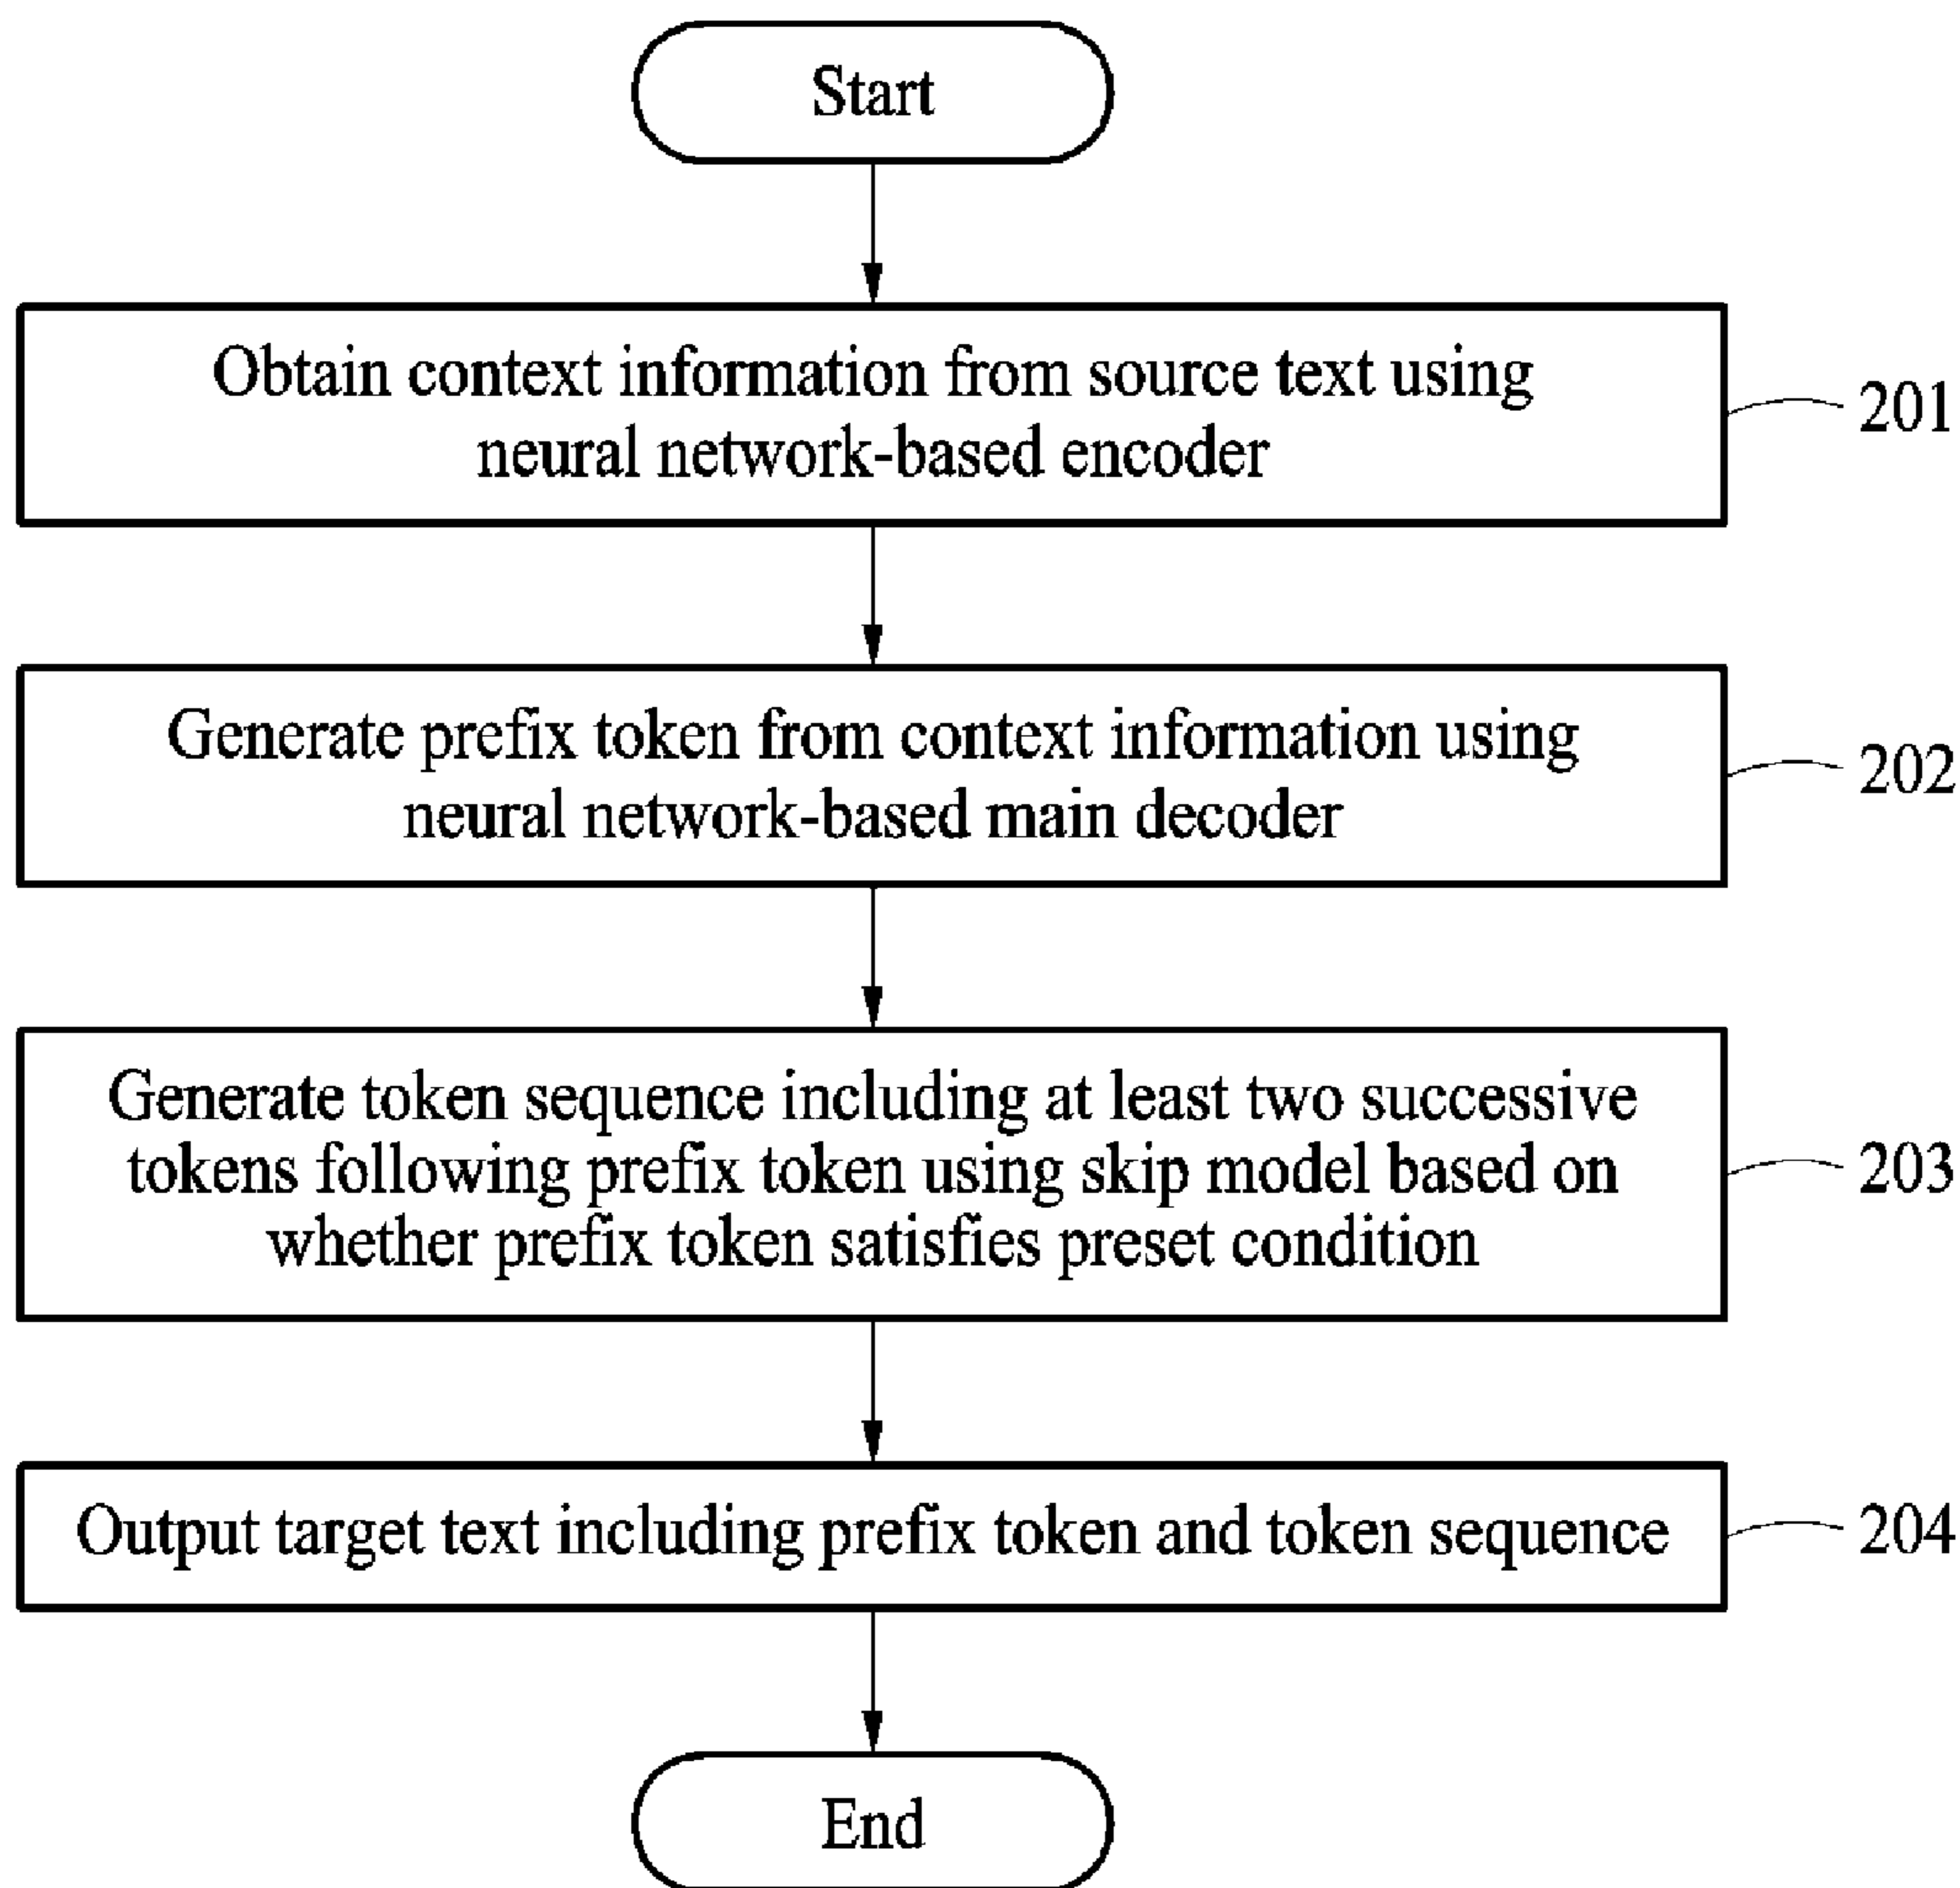 Start
Obtain context information from source text using
neural network-based encoder
201
Generate prefix token from context information using
neural network-based main decoder
202
Generate token sequence including at least two successive
tokens following prefix token using skip model based on
whether prefix token satisfies preset condition
203
Output target text including prefix token and token sequence
204
End